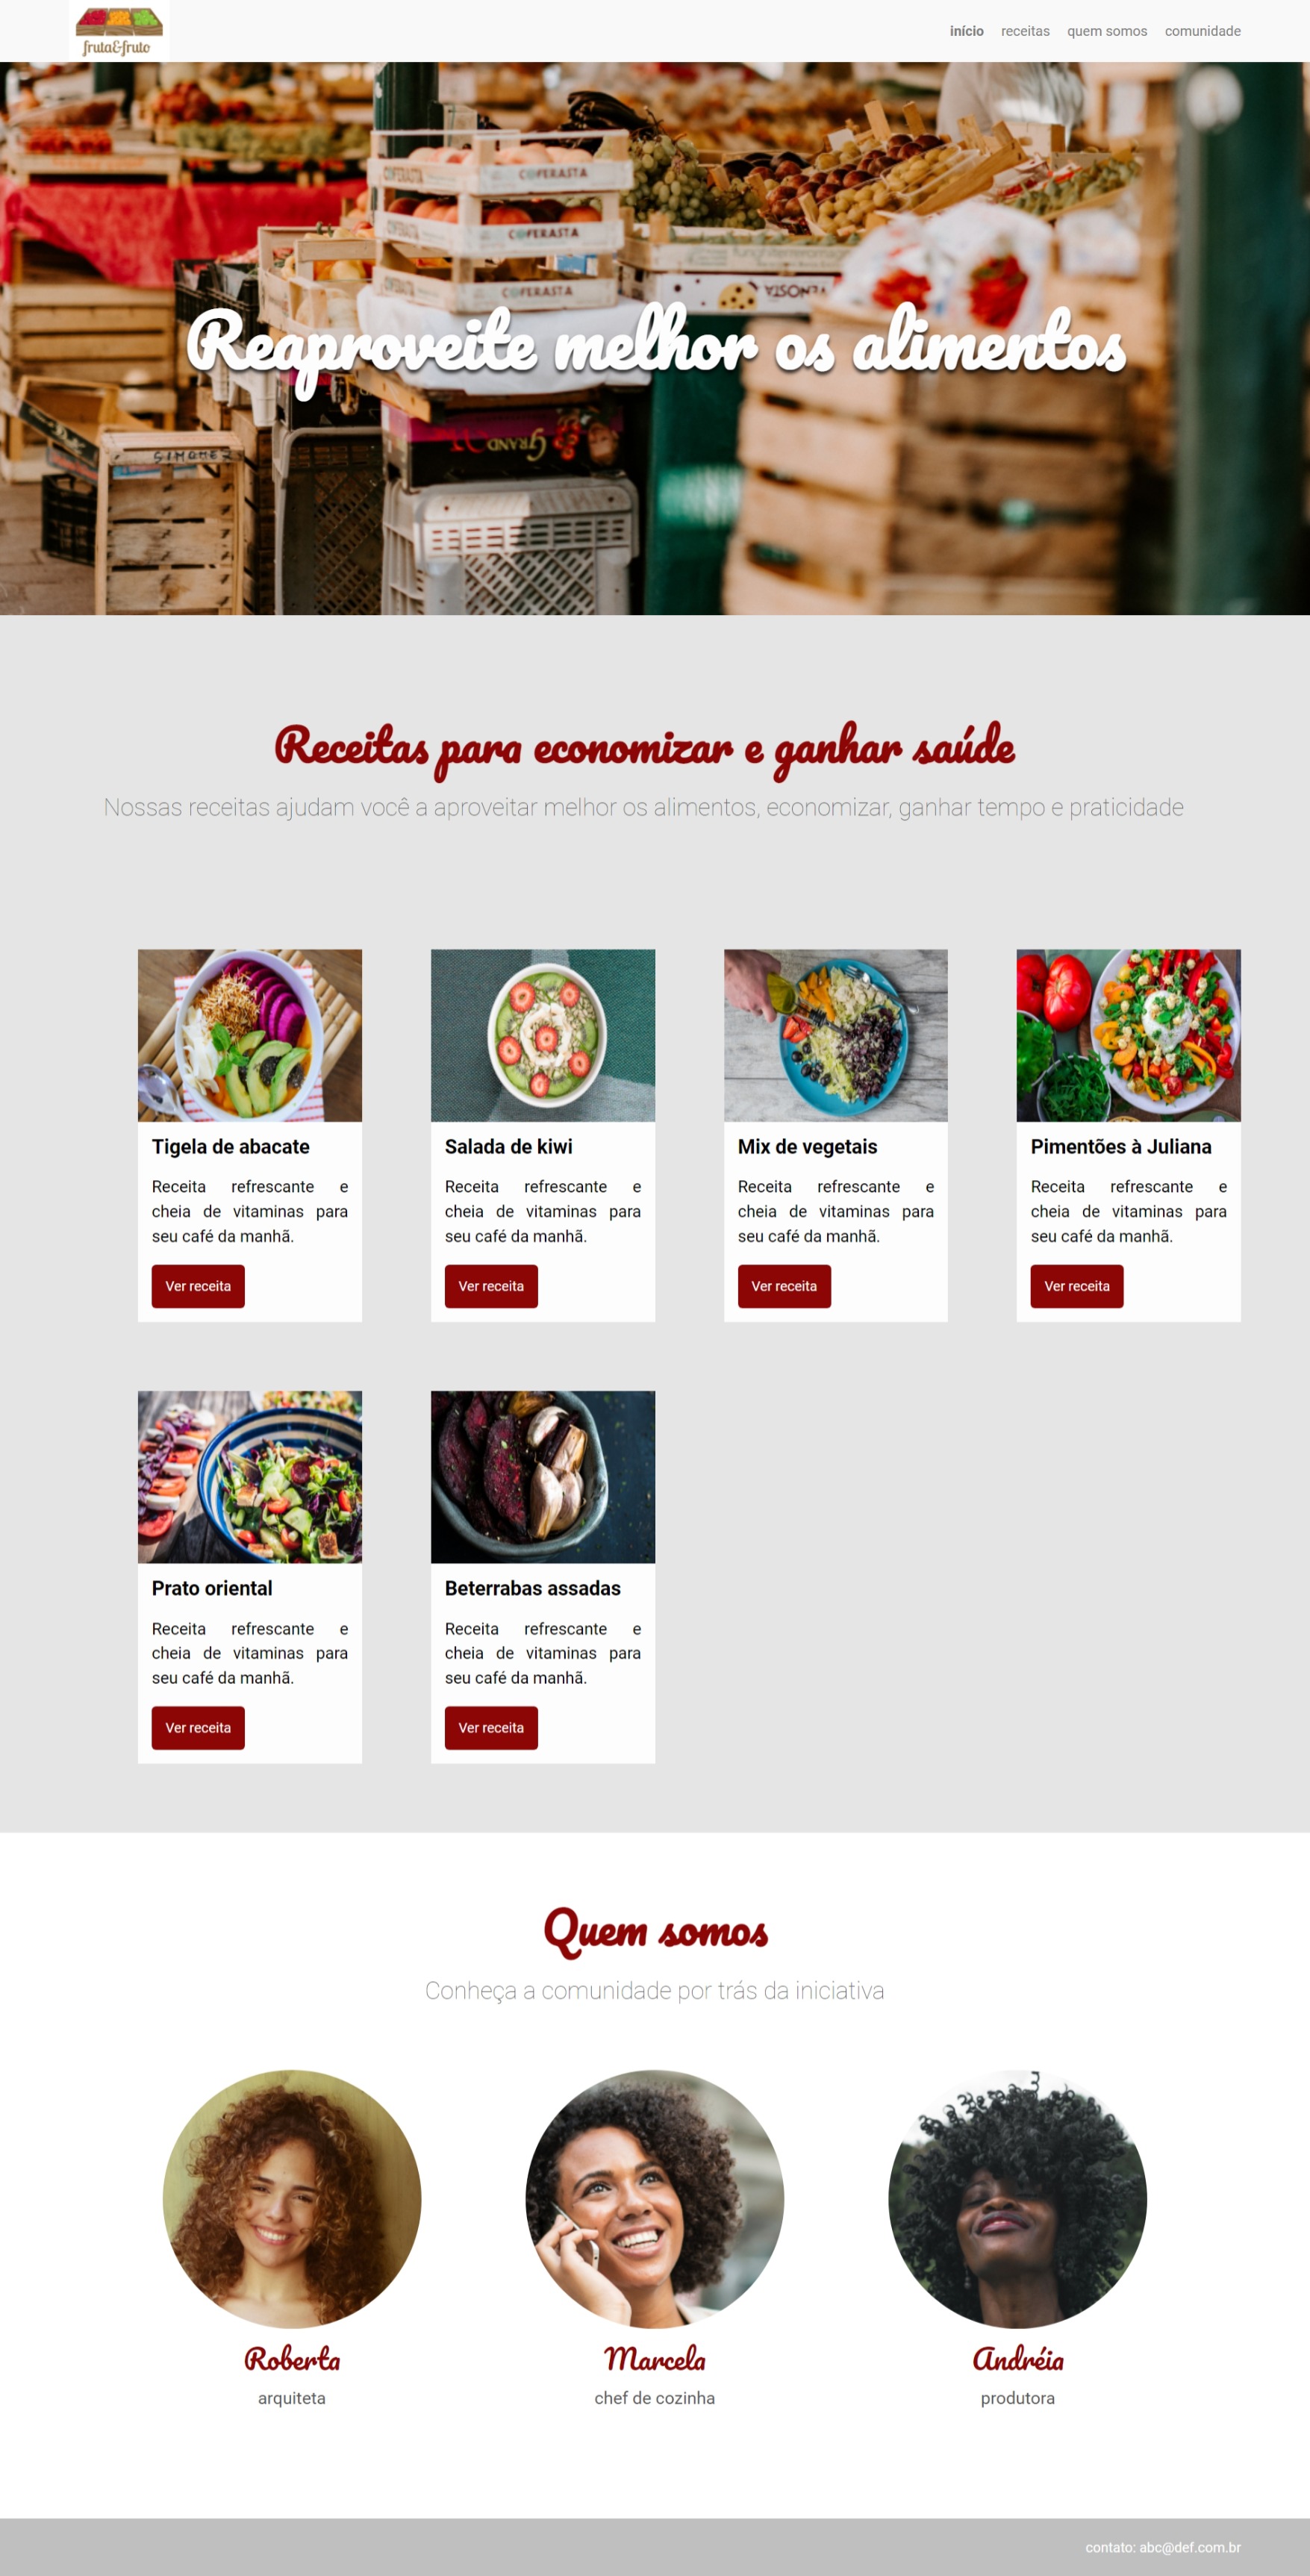 fruta&fruto
início receitas quem somos comunidade
COFERASTA
COFERASTA
COFERASTA
Reaproveite melhor os alimentos
GRAND
Receitas para economizar e ganhar saúde
Nossas receitas ajudam você a aproveitar melhor os alimentos, economizar, ganhar tempo e praticidade
Tigela de abacate
Receita refrescante e
cheia de vitaminas para
seu café da manhã.
Ver receita
Salada de kiwi
Receita refrescante e
cheia de vitaminas para
seu café da manhã.
Ver receita
Mix de vegetais
Receita refrescante e
cheia de vitaminas para
seu café da manhã.
Ver receita
Pimentões à Juliana
Receita refrescante e
cheia de vitaminas para
seu café da manhã.
Ver receita
Prato oriental
Receita refrescante e
cheia de vitaminas para
seu café da manhã.
Ver receita
Beterrabas assadas
Receita refrescante e
cheia de vitaminas para
seu café da manhã.
Ver receita
Quem somos
Conheça a comunidade por trás da iniciativa
Roberta
arquiteta
Marcela
chef de cozinha
Andréia
produtora
contato: abc@def.com.br